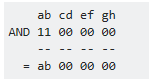 ab cd ef gh
AND 11 00 00 00
-- -- -- --
= ab 00 00 00